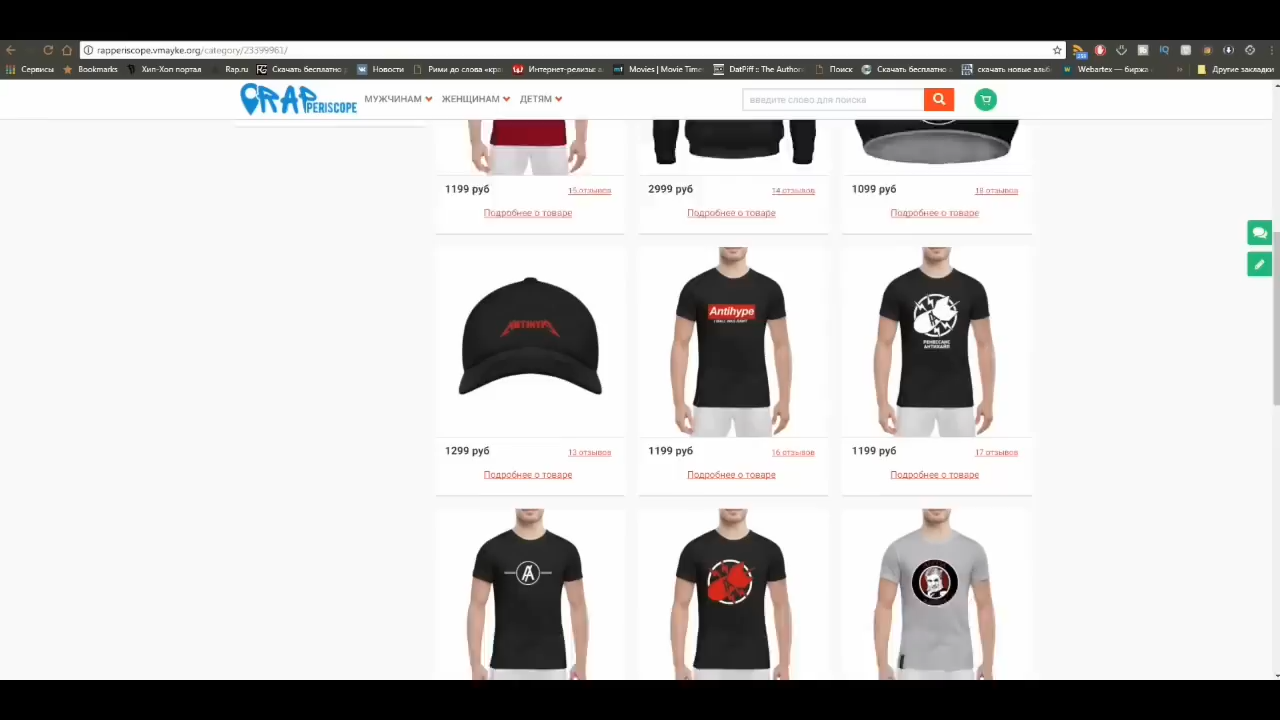 rapperiscope.vmayke.org/category/23399961/
Сервисы Bookmarks Хип-Хоп портал Rap.ru Скачать бесплатно Новости Рими до слова «кра Интернет-релизы: Movies | Movie Time DatPiff :: The Author Поиск Скачать бесплатно скачать новые аль Webartex — биржа » Другие закладки
RAP PERISCOPE МУЖЧИНАМ ЖЕНЩИНАМ ДЕТЯМ введите слово для поиска
1199 руб 15 отзывов 2999 руб 14 отзывов 1099 руб 18 отзывов
Подробнее о товаре Подробнее о товаре Подробнее о товаре
ANTIHYPE
Antihype
РЕНЕССАНС
АНТИХАЙП
1299 руб 13 отзывов 1199 руб 16 отзывов 1199 руб 17 отзывов
Подробнее о товаре Подробнее о товаре Подробнее о товаре